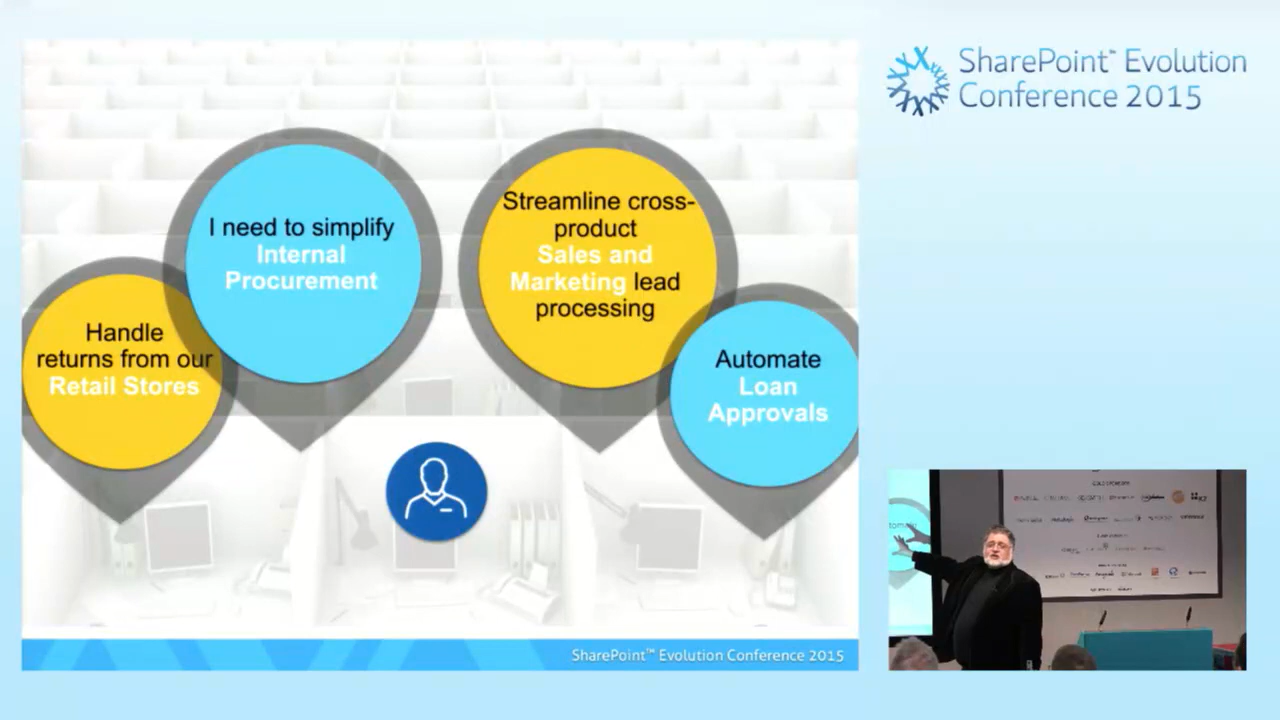 SharePoint™ Evolution
Conference 2015
Handle
returns from our
Retail Stores
I need to simplify
Internal
Procurement
Streamline cross-
product
Sales and
Marketing lead
processing
Automate
Loan
Approvals
SharePoint™ Evolution Conference 2015